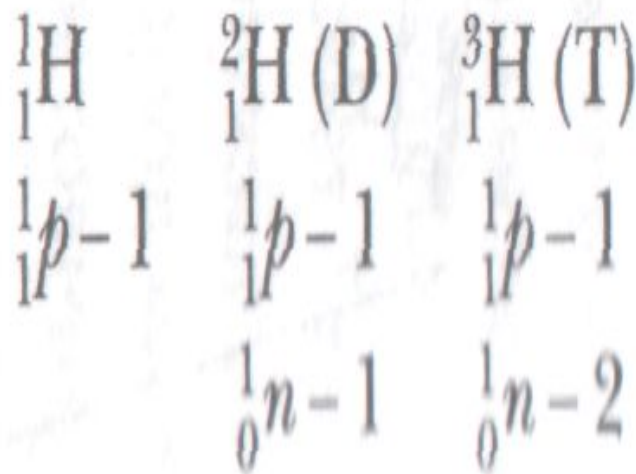 ¹₁H ²₁H (D) ³₁H (T)
¹₁p – 1 ¹₁p – 1 ¹₁p – 1
¹₀n – 1 ¹₀n – 2